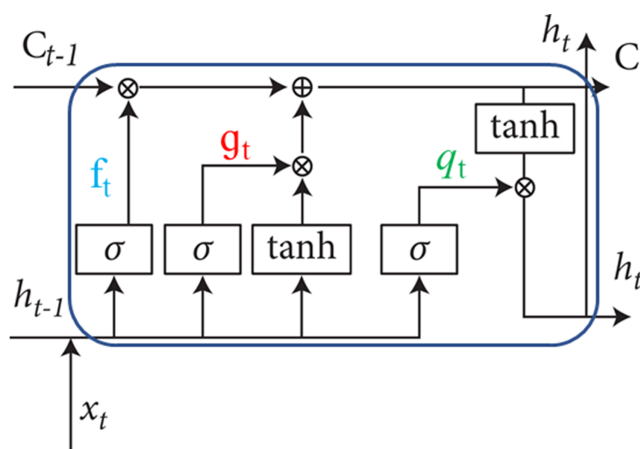 h_t
C_{t-1}
C
tanh
g_t
q_t
f_t
σ
σ
tanh
σ
h_{t-1}
h_t
x_t